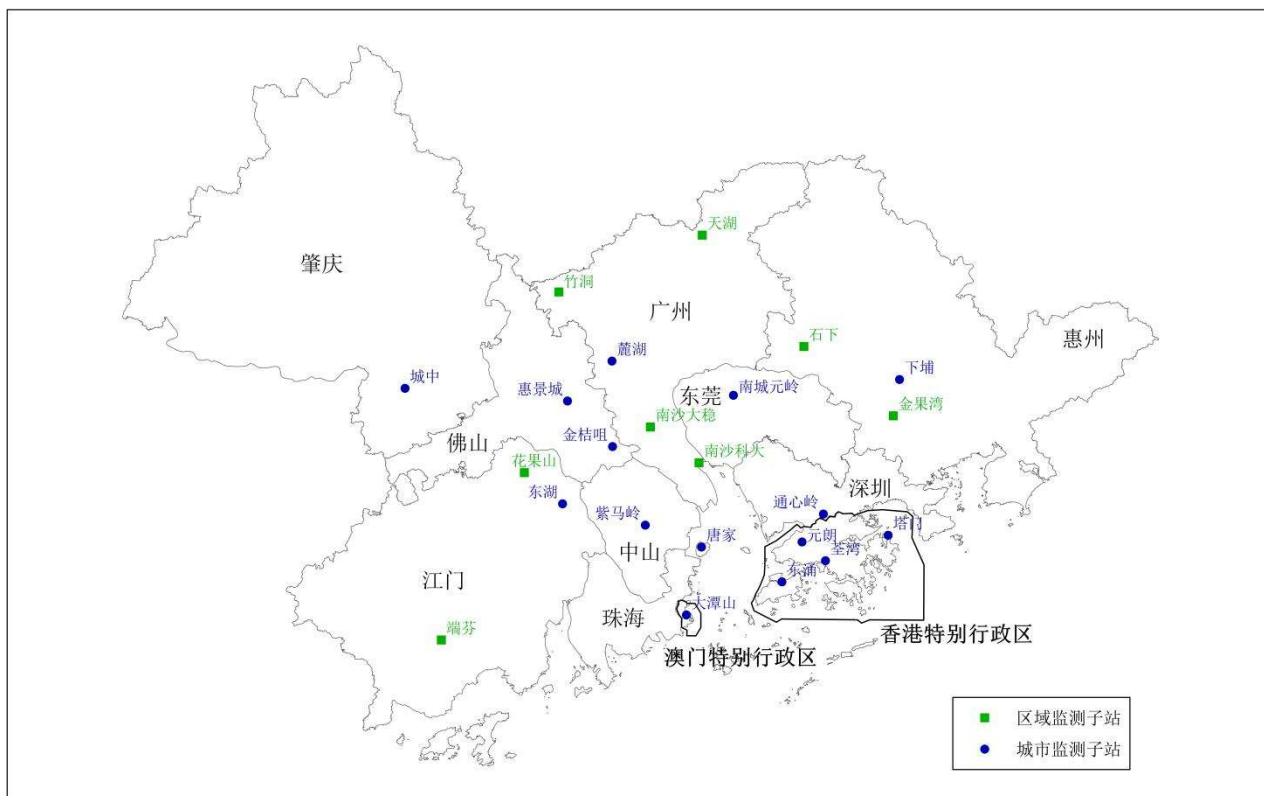 天湖
肇庆
竹洞
广州
石下
惠州
麓湖
下埔
城中
惠景城
东莞
南城元岭
金果湾
南沙大稳
佛山
金桔咀
花果山
南沙科大
深圳
东湖
通心岭
紫马岭
塔门
唐家
元朗
中山
荃湾
江门
东涌
珠海
大潭山
端芬
香港特别行政区
澳门特别行政区
区域监测子站
城市监测子站